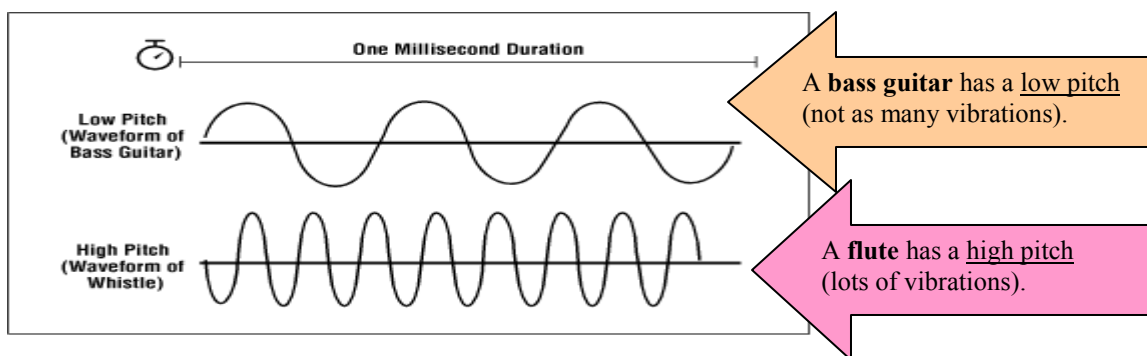 One Millisecond Duration
Low Pitch
(Waveform of
Bass Guitar)
A bass guitar has a low pitch
(not as many vibrations).
High Pitch
(Waveform of
Whistle)
A flute has a high pitch
(lots of vibrations).